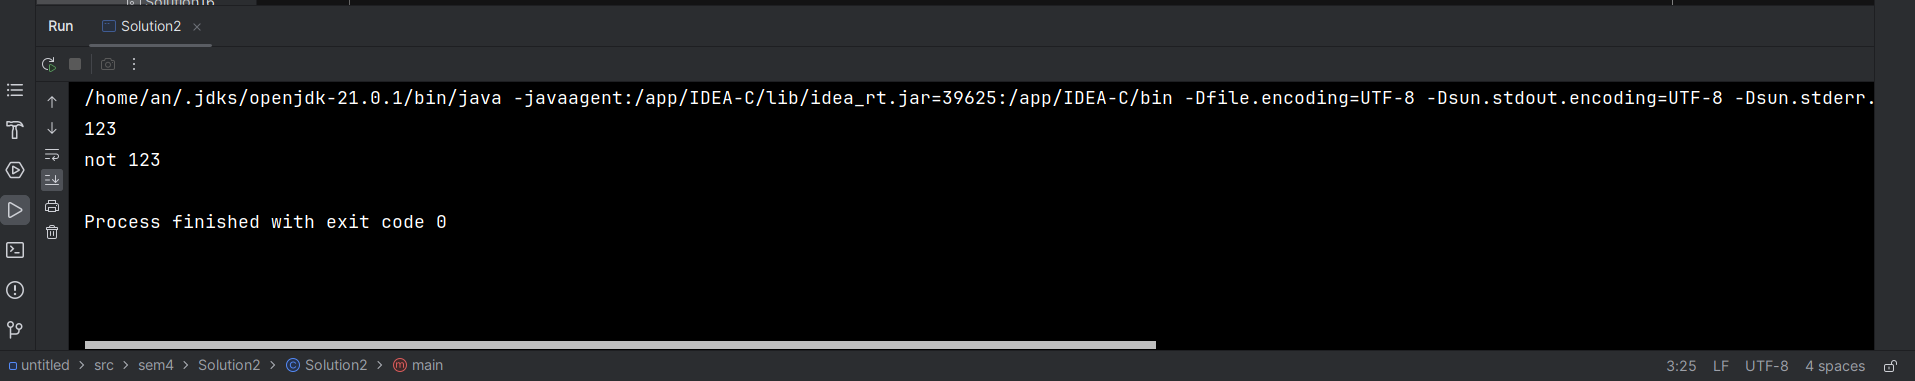 Solution1b
Run Solution2
/home/an/.jdks/openjdk-21.0.1/bin/java -javaagent:/app/IDEA-C/lib/idea_rt.jar=39625:/app/IDEA-C/bin -Dfile.encoding=UTF-8 -Dsun.stdout.encoding=UTF-8 -Dsun.stderr.
123
not 123
Process finished with exit code 0
untitled > src > sem4 > Solution2 > Solution2 > main 3:25 LF UTF-8 4 spaces